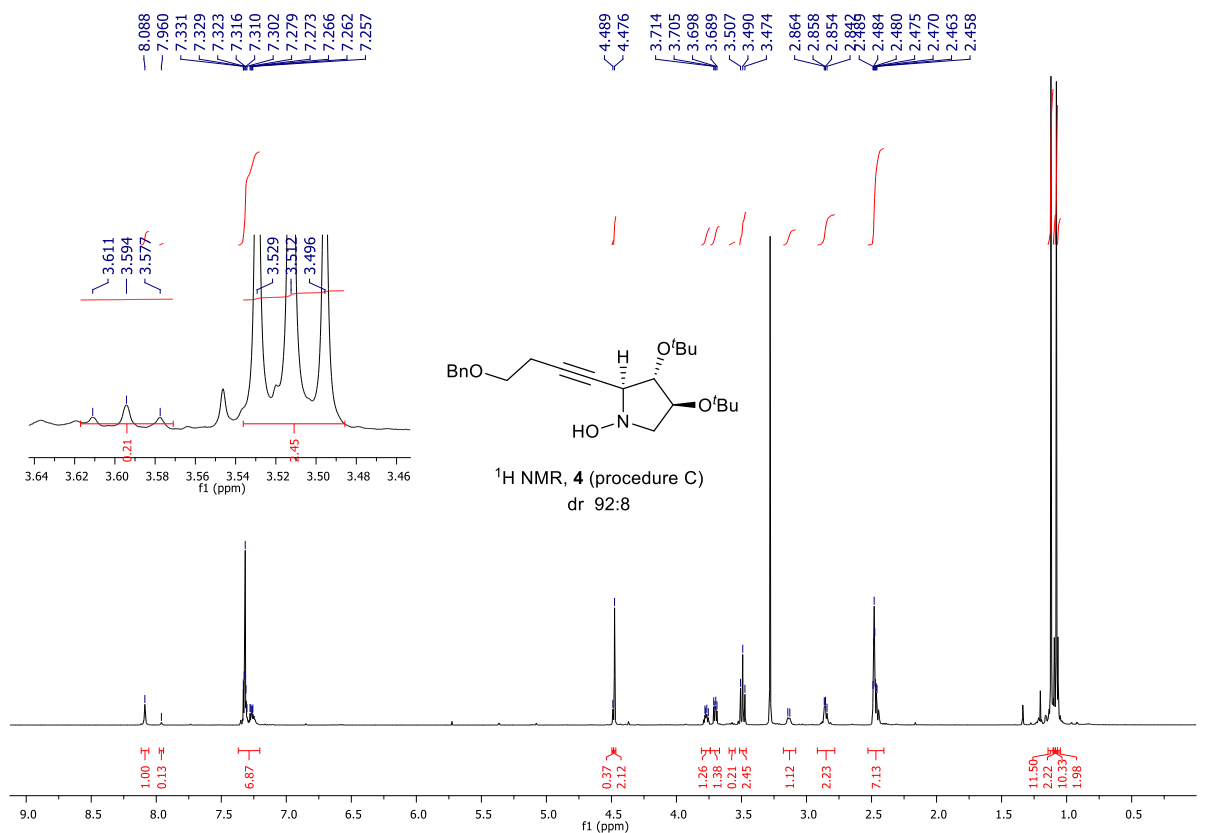 8.088 7.960 7.331 7.329 7.323 7.316 7.310 7.302 7.279 7.273 7.266 7.262 7.257 4.489 4.476 3.714 3.705 3.698 3.689 3.507 3.490 3.474 2.864 2.858 2.854 2.842 2.489 2.484 2.480 2.475 2.470 2.463 2.458
3.611 3.594 3.577 3.529 3.512 3.496
0.21 2.45
3.64 3.62 3.60 3.58 3.56 3.54 3.52 3.50 3.48 3.46
f1 (ppm)
H
OᵗBu
BnO
OᵗBu
N
HO
¹H NMR, 4 (procedure C)
dr 92:8
1.00 0.13 6.87 0.37 2.12 1.26 1.38 0.21 2.45 1.12 2.23 7.13 11.50 2.22 10.33 1.98
9.0 8.5 8.0 7.5 7.0 6.5 6.0 5.5 5.0 4.5 4.0 3.5 3.0 2.5 2.0 1.5 1.0 0.5
f1 (ppm)